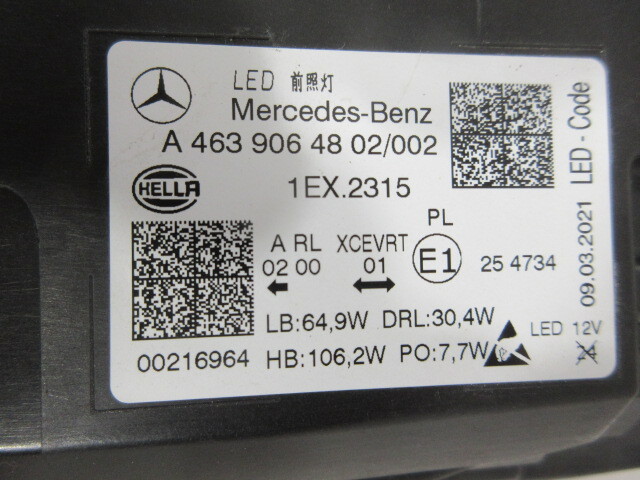 LED 前照灯
Mercedes-Benz
A 463 906 48 02/002
HELLA
1EX.2315
PL
A RL XCEVRT
02 00 01
E1
25 4734
LB:64,9W DRL:30,4W
00216964 HB:106,2W PO:7,7W
LED 12V
24
09.03.2021 LED - Code